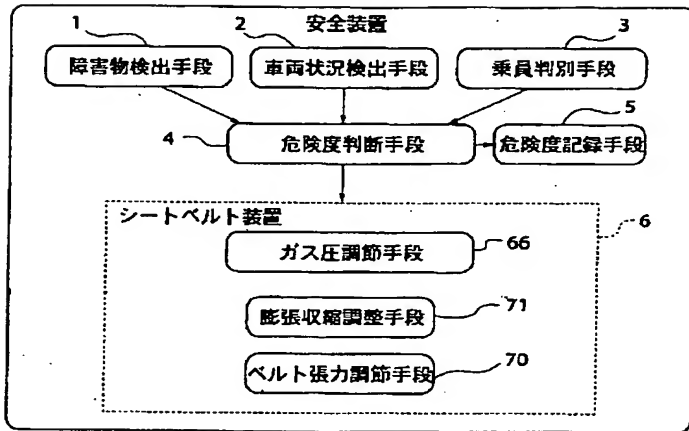 安全装置
1
2
3
障害物検出手段
車両状況検出手段
乗員判別手段
4
危険度判断手段
5
危険度記録手段
シートベルト装置
6
ガス圧調節手段
66
膨張収縮調整手段
71
ベルト張力調節手段
70